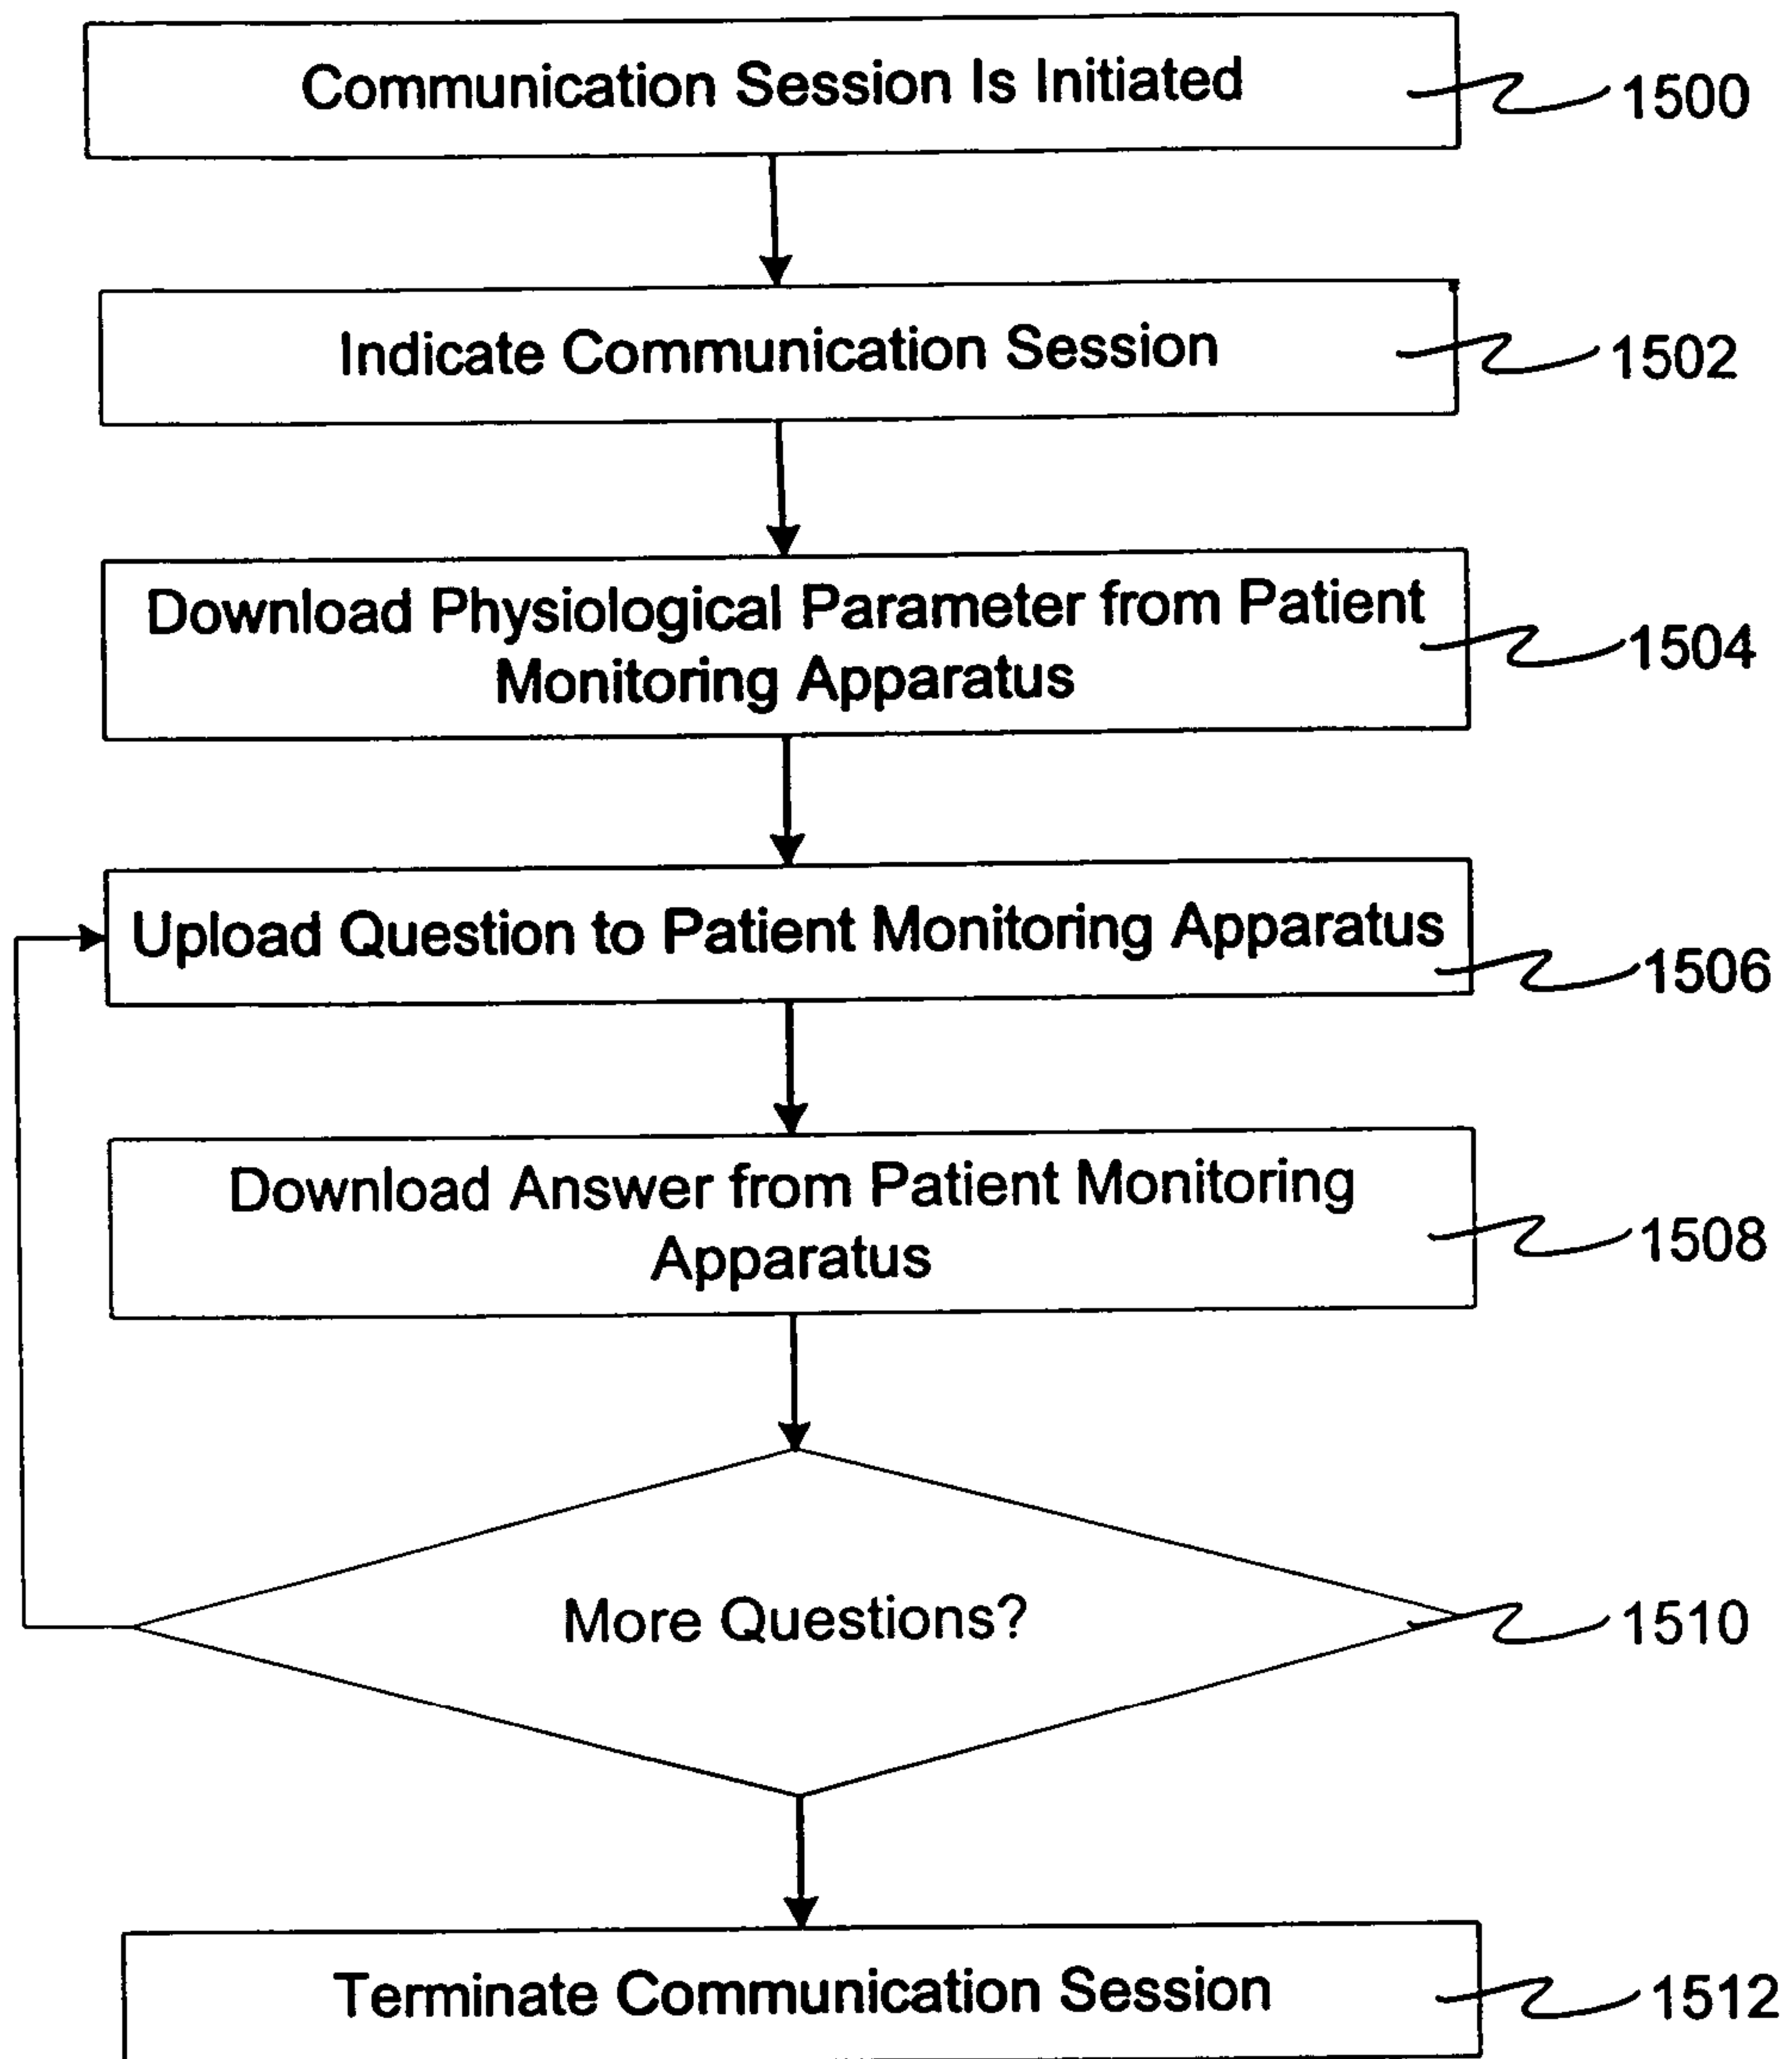 Communication Session Is Initiated
1500
Indicate Communication Session
1502
Download Physiological Parameter from Patient
Monitoring Apparatus
1504
Upload Question to Patient Monitoring Apparatus
1506
Download Answer from Patient Monitoring
Apparatus
1508
More Questions?
1510
Terminate Communication Session
1512